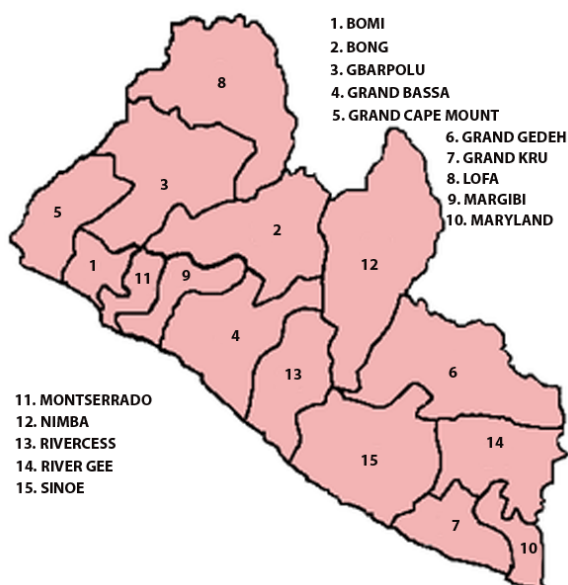 1. BOMI
2. BONG
3. GBARPOLU
4. GRAND BASSA
5. GRAND CAPE MOUNT
6. GRAND GEDEH
7. GRAND KRU
8. LOFA
9. MARGIBI
10. MARYLAND
8
3
5
2
12
1
11
9
4
13
6
14
15
7
10
11. MONTSERRADO
12. NIMBA
13. RIVERCESS
14. RIVER GEE
15. SINOE